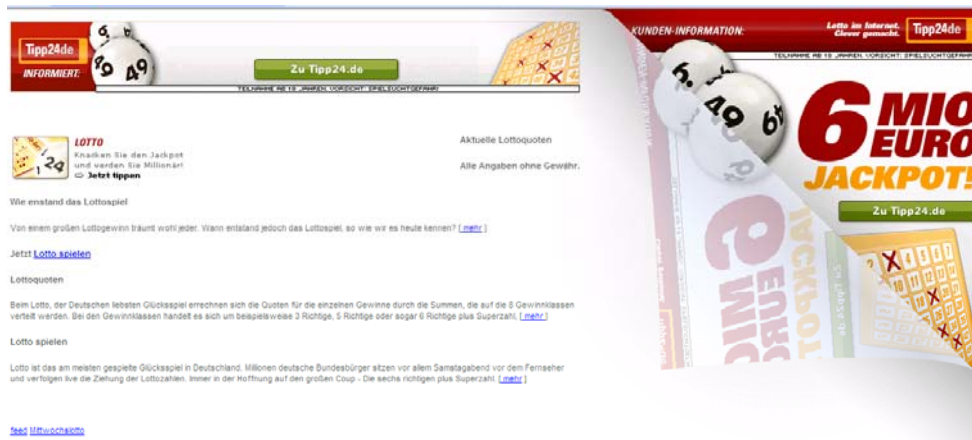 Tipp24de
INFORMIERT:
Zu Tipp24.de
TEILNAHME AB 18 JAHREN. VORSICHT: SPIELSUCHTGEFAHR!
LOTTO
Knacken Sie den Jackpot
und werden Sie Millionär!
⇨ Jetzt tippen
Aktuelle Lottoquoten
Alle Angaben ohne Gewähr.
Wie enstand das Lottospiel
Von einem großen Lottogewinn träumt wohl jeder. Wann entstand jedoch das Lottospiel, so wie wir es heute kennen? [ mehr ]
Jetzt Lotto spielen
Lottoquoten
Beim Lotto, der Deutschen liebsten Glücksspiel errechnen sich die Quoten für die einzelnen Gewinne durch die Summen, die auf die 8 Gewinnklassen
verteilt werden. Bei den Gewinnklassen handelt es sich um beispielsweise 3 Richtige, 5 Richtige oder sogar 6 Richtige plus Superzahl. [ mehr ]
Lotto spielen
Lotto ist das am meisten gespielte Glücksspiel in Deutschland. Millionen deutsche Bundesbürger sitzen vor allem Samstagabend vor dem Fernseher
und verfolgen live die Ziehung der Lottozahlen. Immer in der Hoffnung auf den großen Coup - Die sechs richtigen plus Superzahl. [ mehr ]
feed Mittwochslotto
KUNDEN-INFORMATION:
Lotto im Internet.
Clever gemacht.
Tipp24de
TEILNAHME AB 18 JAHREN. VORSICHT: SPIELSUCHTGEFAHR
6 MIO
EURO
JACKPOT!
Zu Tipp24.de